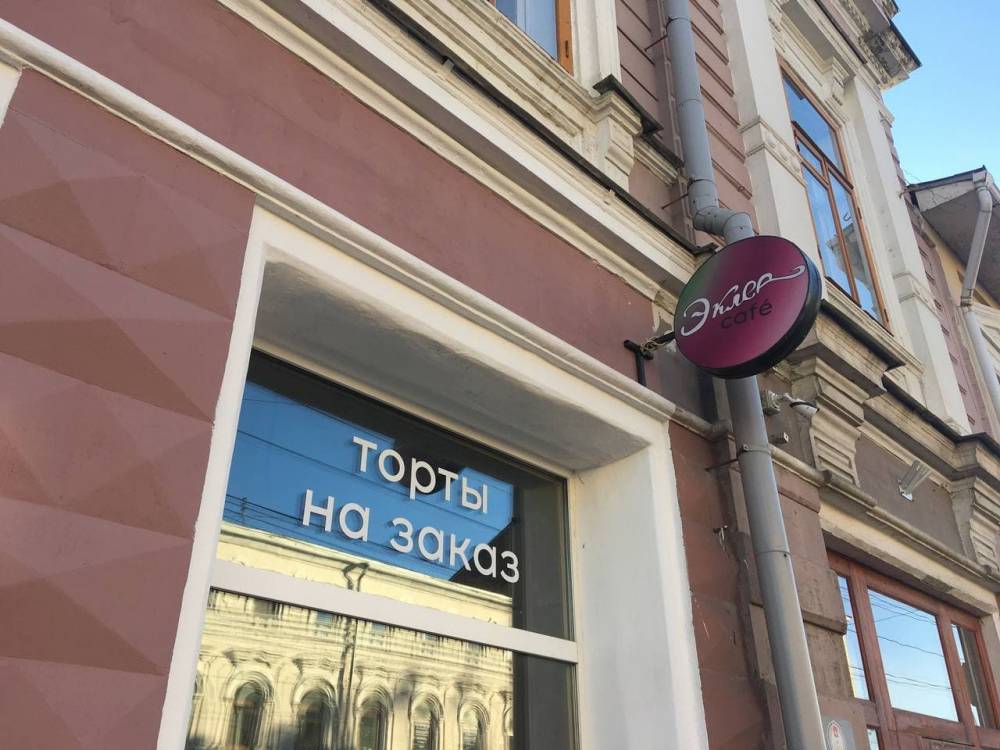 торты
на заказ
Эклер
café